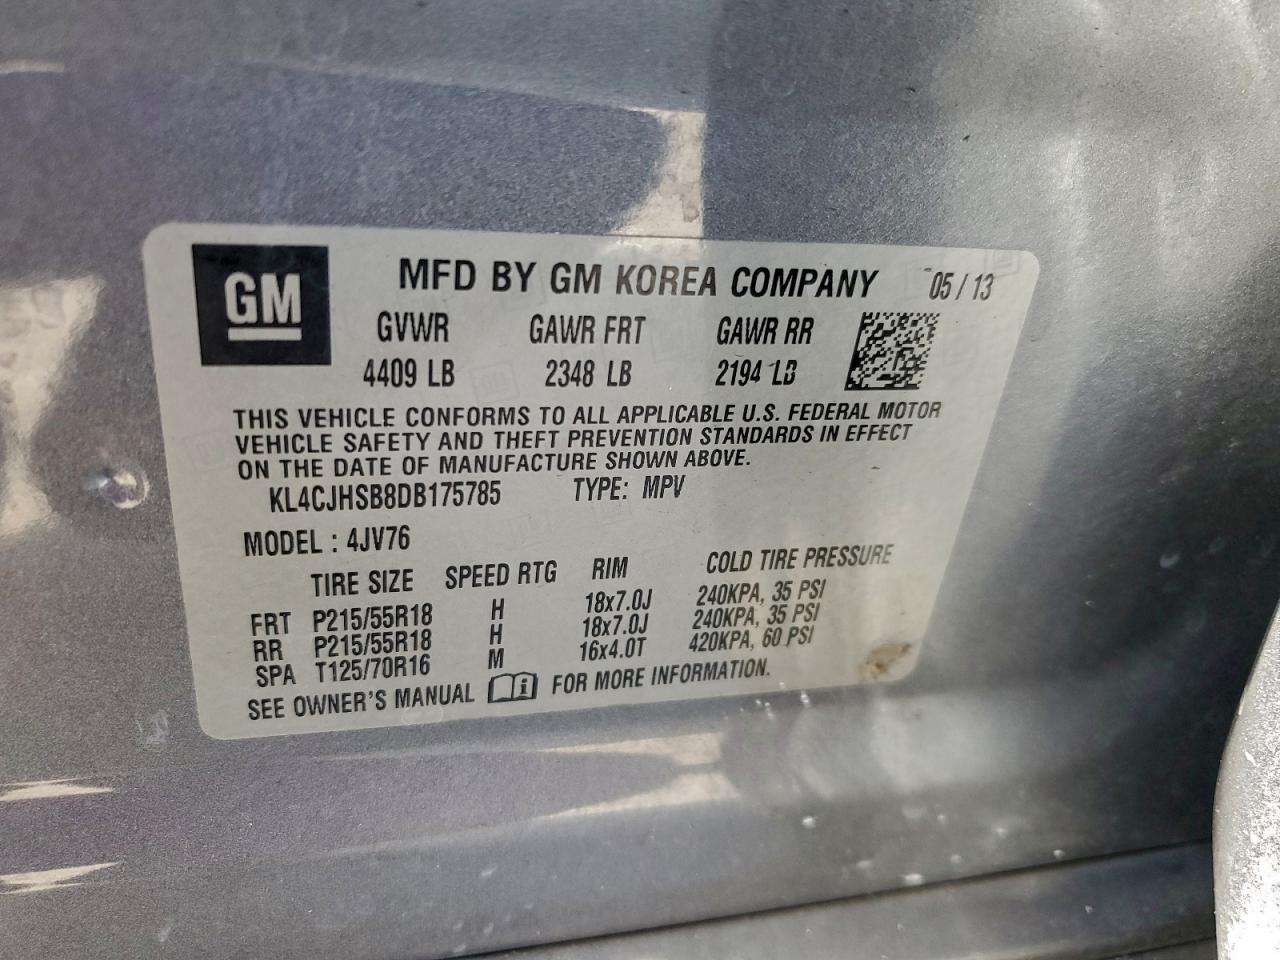 GM
MFD BY GM KOREA COMPANY 05/13
GVWR GAWR FRT GAWR RR
4409 LB 2348 LB 2194 LB
THIS VEHICLE CONFORMS TO ALL APPLICABLE U.S. FEDERAL MOTOR
VEHICLE SAFETY AND THEFT PREVENTION STANDARDS IN EFFECT
ON THE DATE OF MANUFACTURE SHOWN ABOVE.
KL4CJHSB8DB175785 TYPE: MPV
MODEL : 4JV76
TIRE SIZE SPEED RTG RIM COLD TIRE PRESSURE
FRT P215/55R18 H 18x7.0J 240KPA, 35 PSI
RR P215/55R18 H 18x7.0J 240KPA, 35 PSI
SPA T125/70R16 M 16x4.0T 420KPA, 60 PSI
SEE OWNER'S MANUAL i FOR MORE INFORMATION.